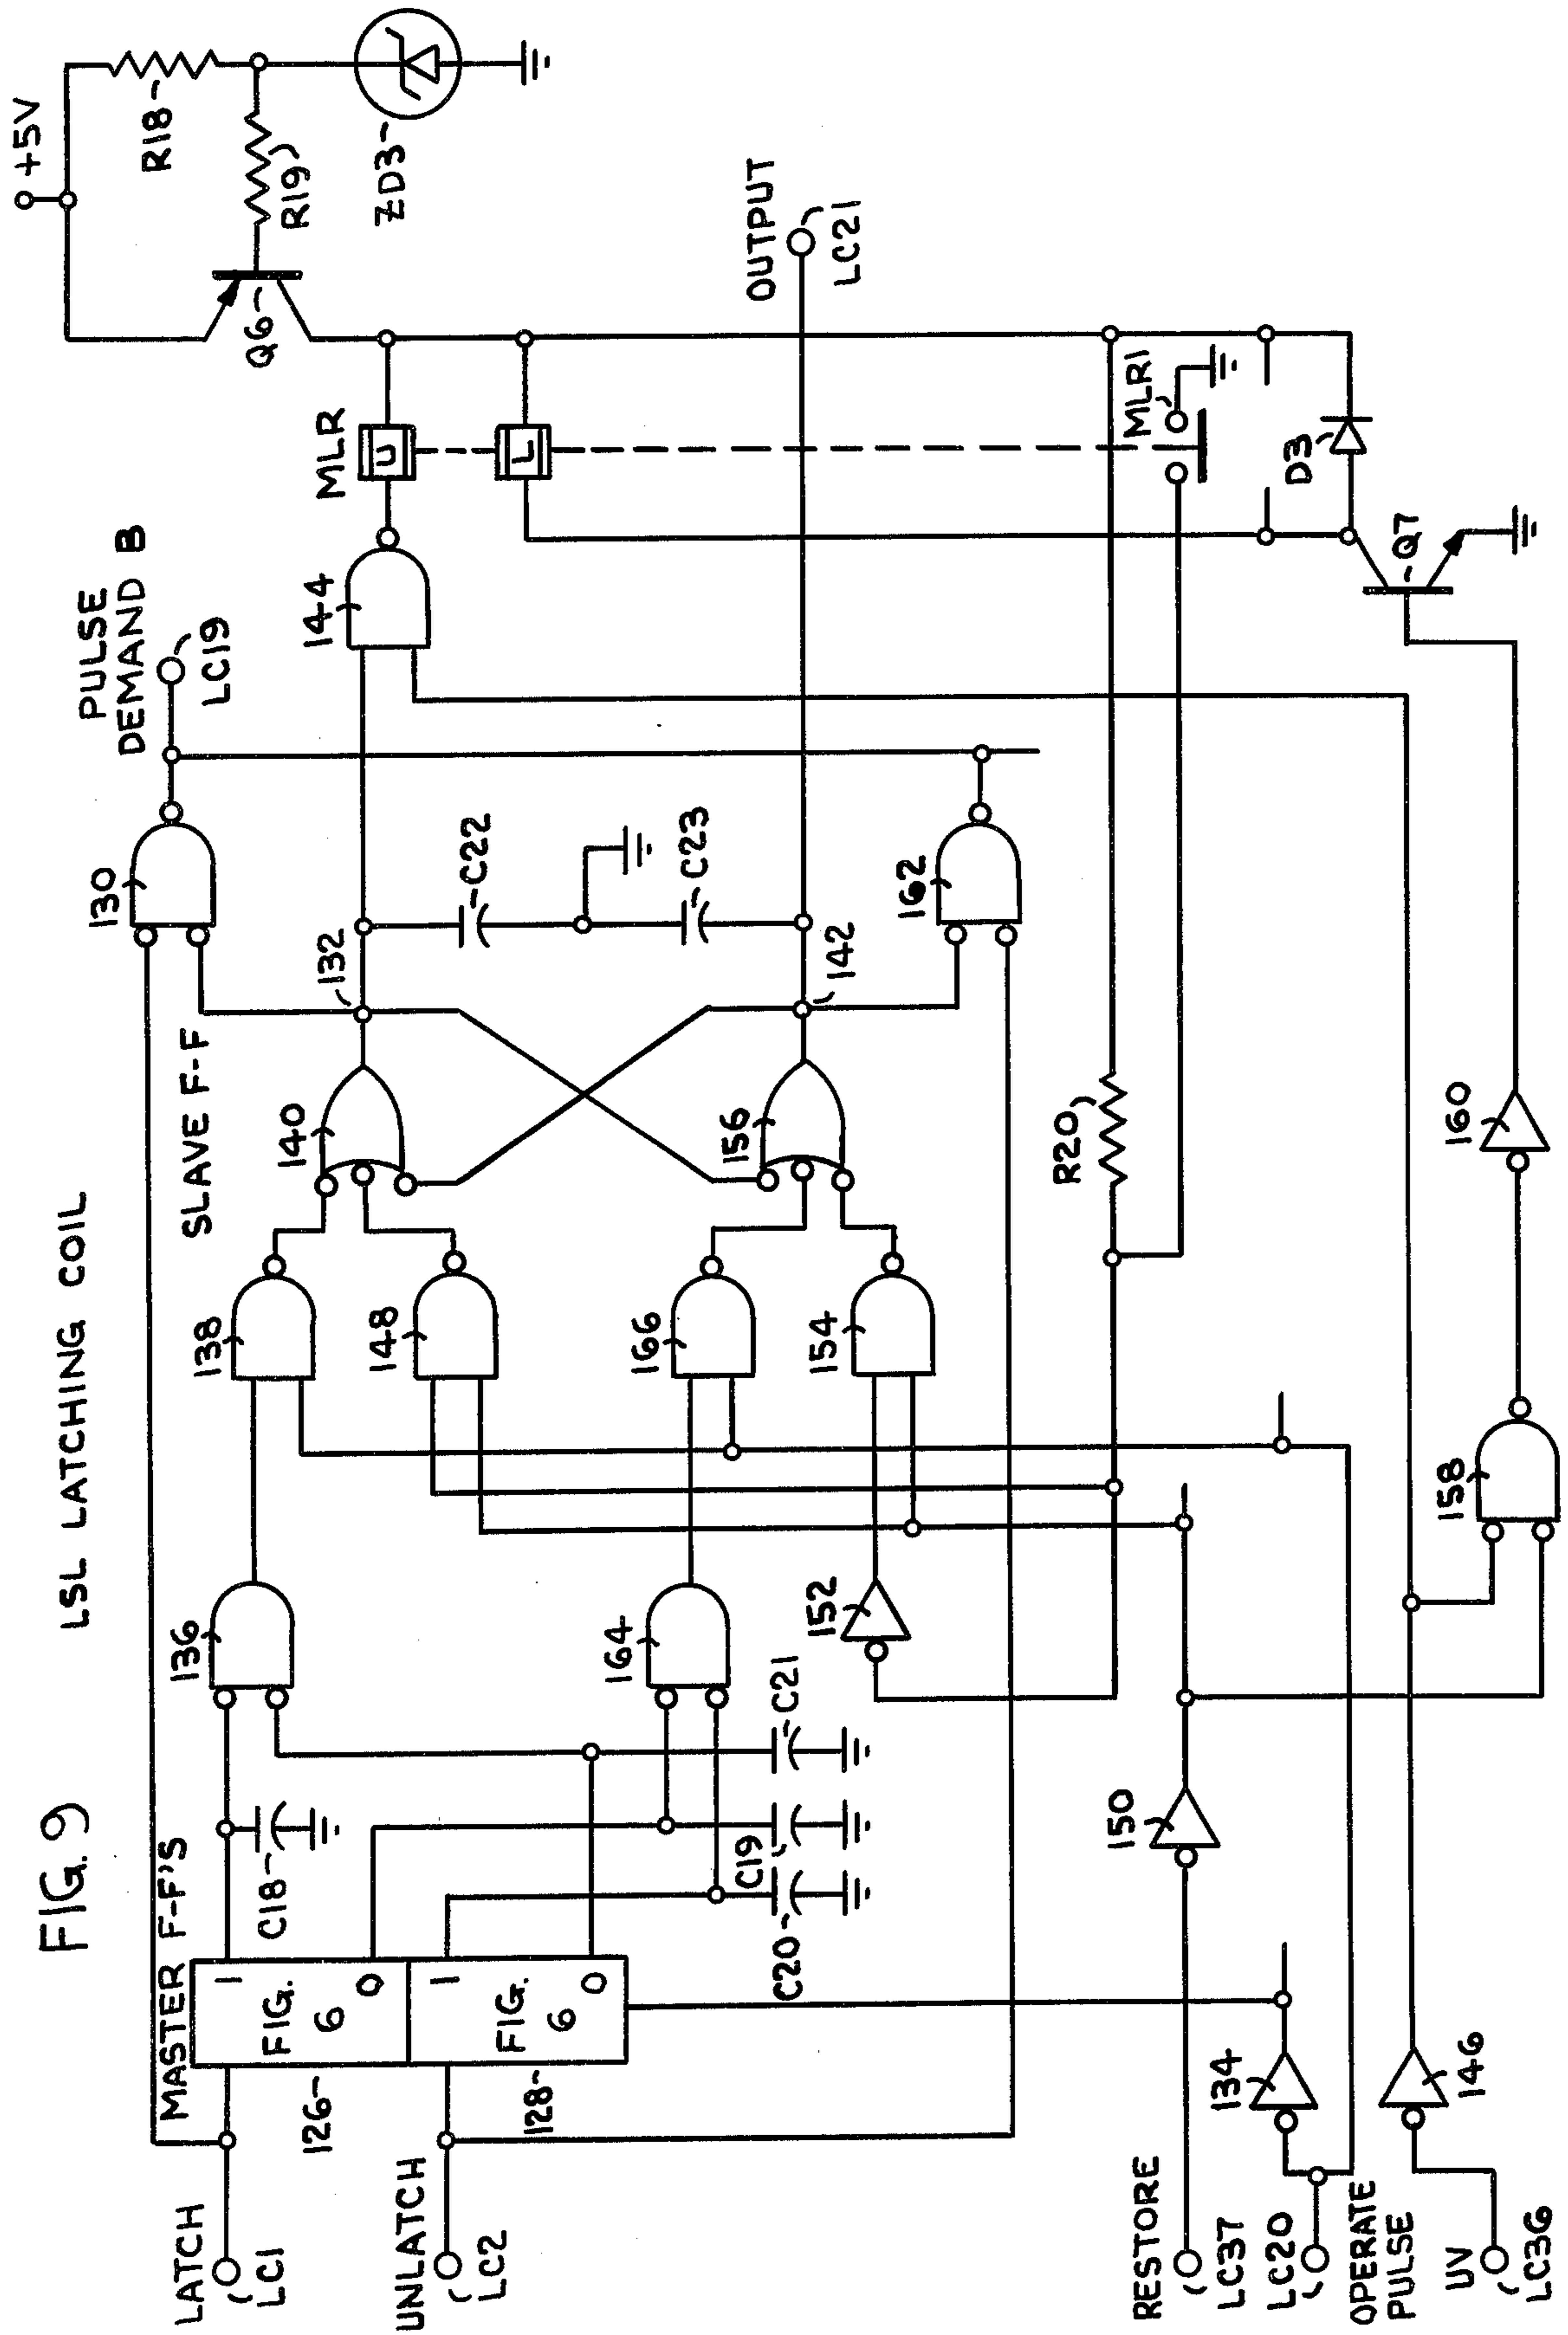 FIG. 9
LSL LATCHING COIL
+5V
R18
R19
ZD3
Q6
PULSE
DEMAND B
LC19
130
MLR
U
L
144
OUTPUT
LC21
MASTER F-F'S
SLAVE F-F
LATCH
LC1
126
FIG.
6
1
0
C18
136
138
140
132
C22
148
UNLATCH
LC2
128
FIG.
6
1
0
C20
C19
C21
164
166
156
142
C23
162
152
154
R20
MLR1
D3
Q7
RESTORE
LC37
150
LC20
OPERATE
PULSE
134
UV
LC36
146
158
160